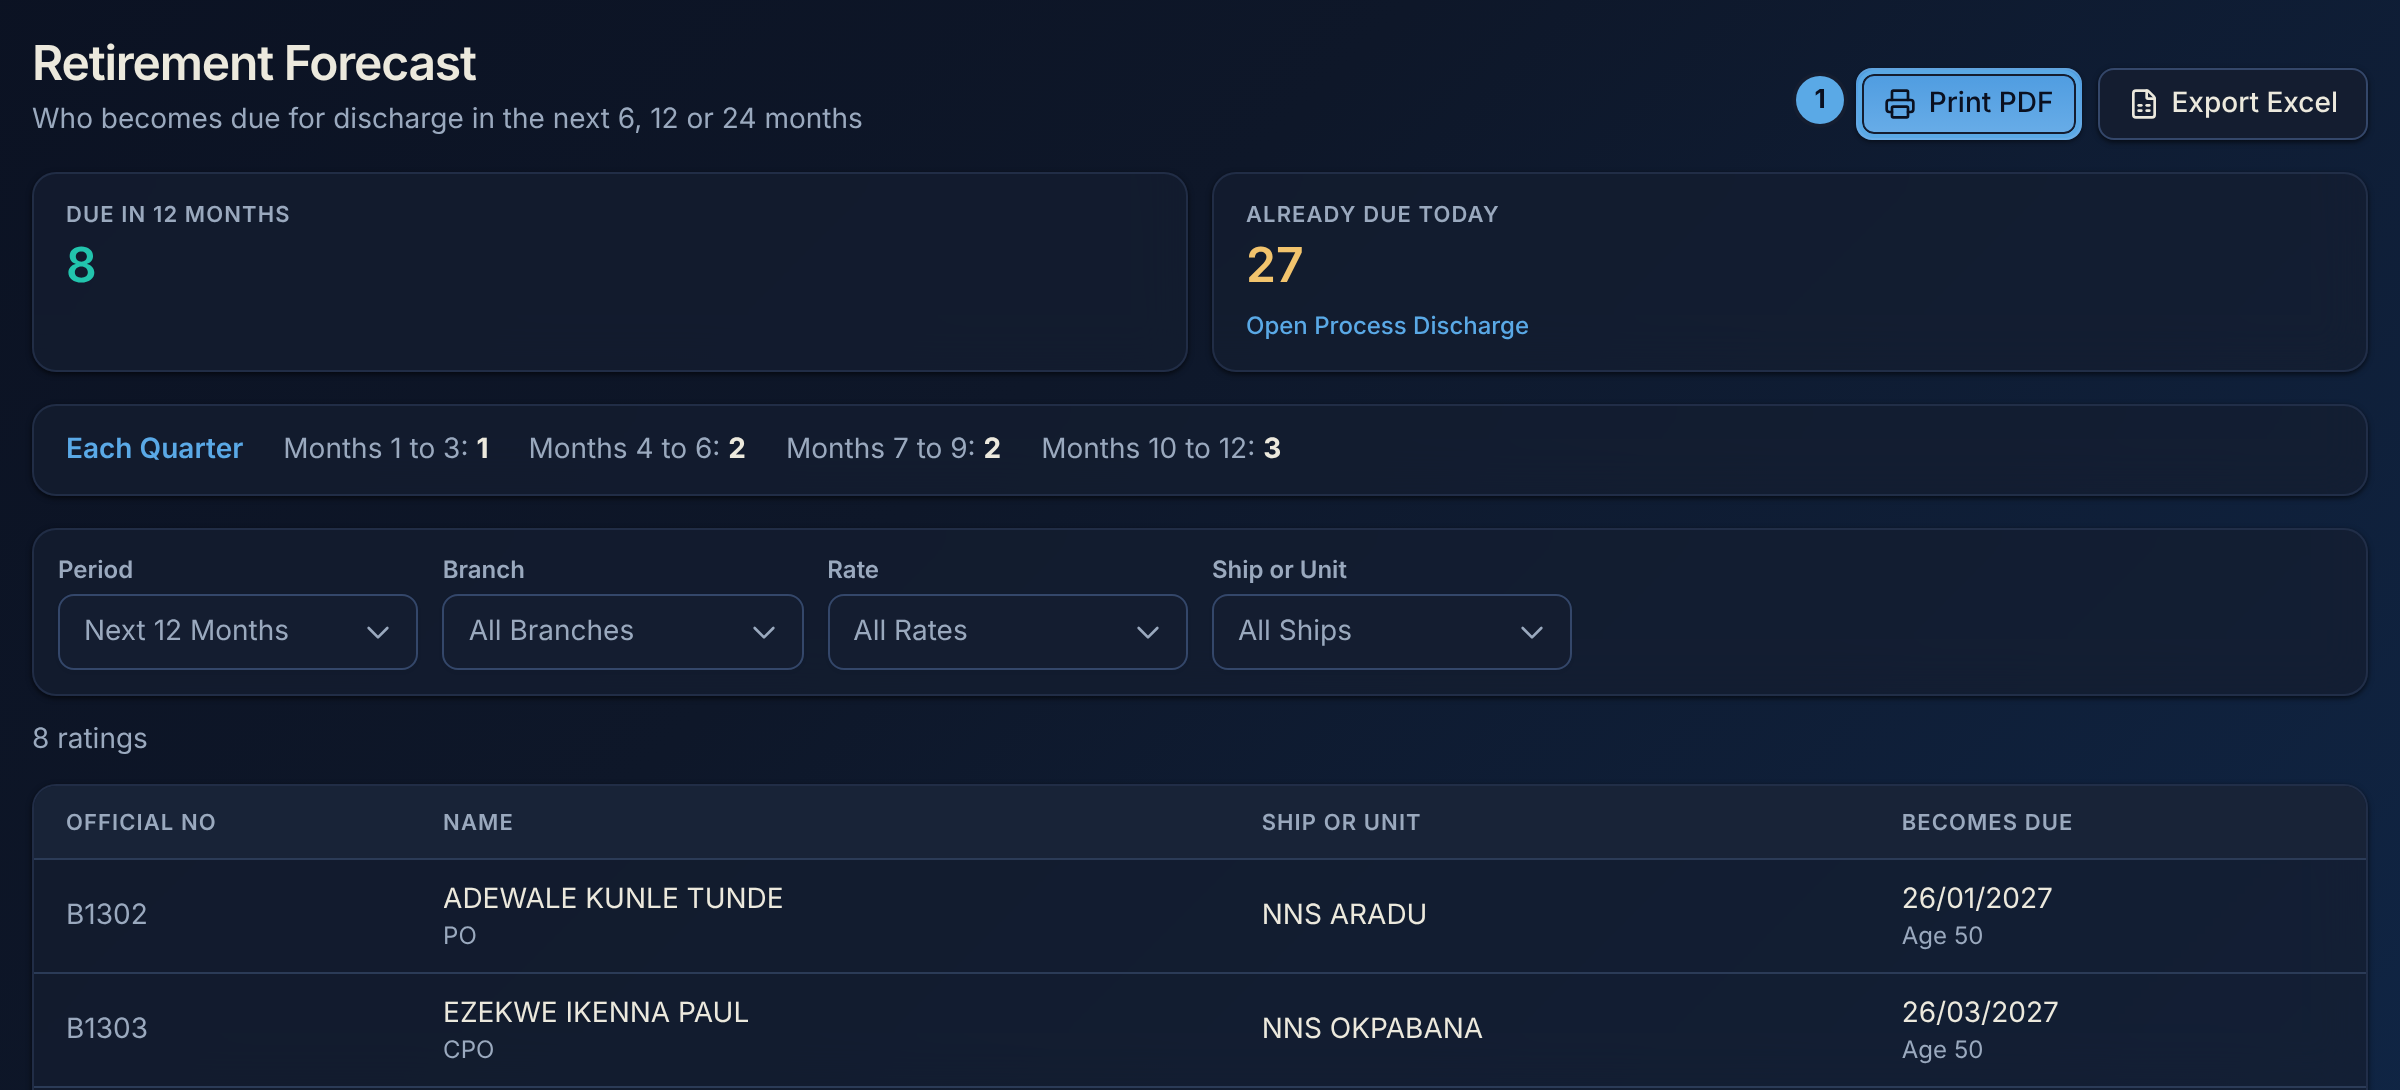 Retirement Forecast
Who becomes due for discharge in the next 6, 12 or 24 months
1
Print PDF
Export Excel
DUE IN 12 MONTHS
8
ALREADY DUE TODAY
27
Open Process Discharge
Each Quarter Months 1 to 3: 1 Months 4 to 6: 2 Months 7 to 9: 2 Months 10 to 12: 3
Period Branch Rate Ship or Unit
Next 12 Months All Branches All Rates All Ships
8 ratings
OFFICIAL NO NAME SHIP OR UNIT BECOMES DUE
B1302 ADEWALE KUNLE TUNDE NNS ARADU 26/01/2027
PO Age 50
B1303 EZEKWE IKENNA PAUL NNS OKPABANA 26/03/2027
CPO Age 50